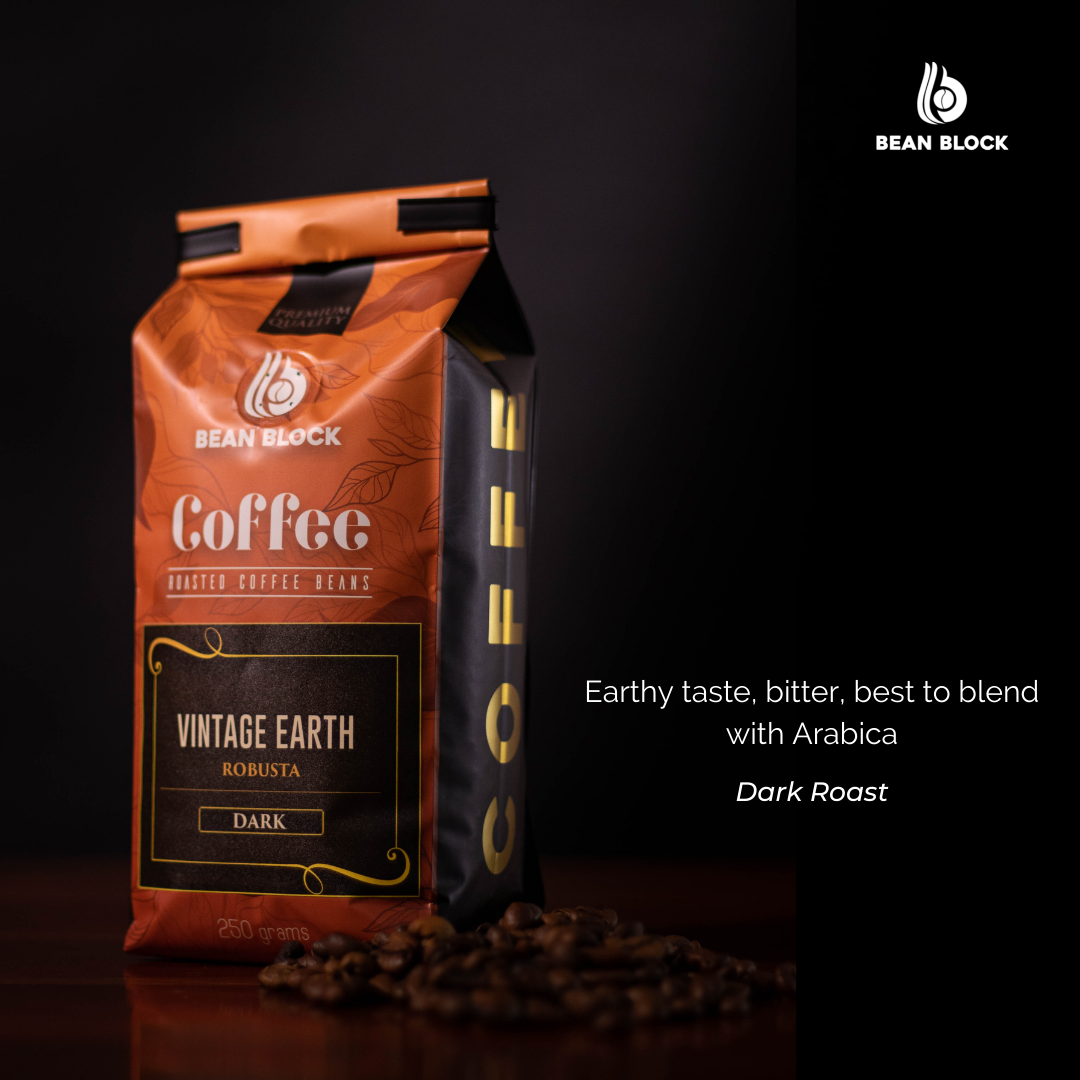 BEAN BLOCK
PREMIUM
QUALITY
BEAN BLOCK
Coffee
ROASTED COFFEE BEANS
VINTAGE EARTH
ROBUSTA
DARK
250 grams
COFFEE
Earthy taste, bitter, best to blend
with Arabica
Dark Roast